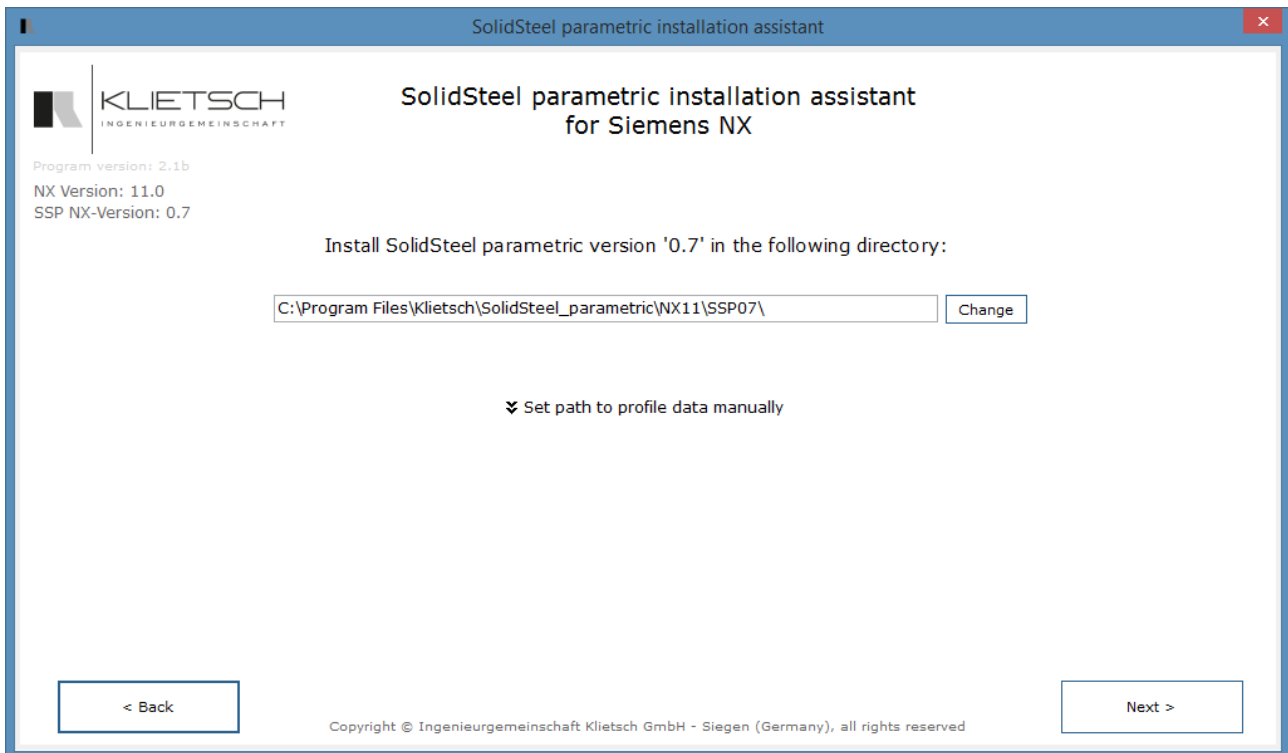 SolidSteel parametric installation assistant
KLIETSCH
INGENIEURGEMEINSCHAFT
SolidSteel parametric installation assistant
for Siemens NX
Program version: 2.1b
NX Version: 11.0
SSP NX-Version: 0.7
Install SolidSteel parametric version '0.7' in the following directory:
C:\Program Files\Klietsch\SolidSteel_parametric\NX11\SSP07\
Change
Set path to profile data manually
< Back
Next >
Copyright © Ingenieurgemeinschaft Klietsch GmbH - Siegen (Germany), all rights reserved